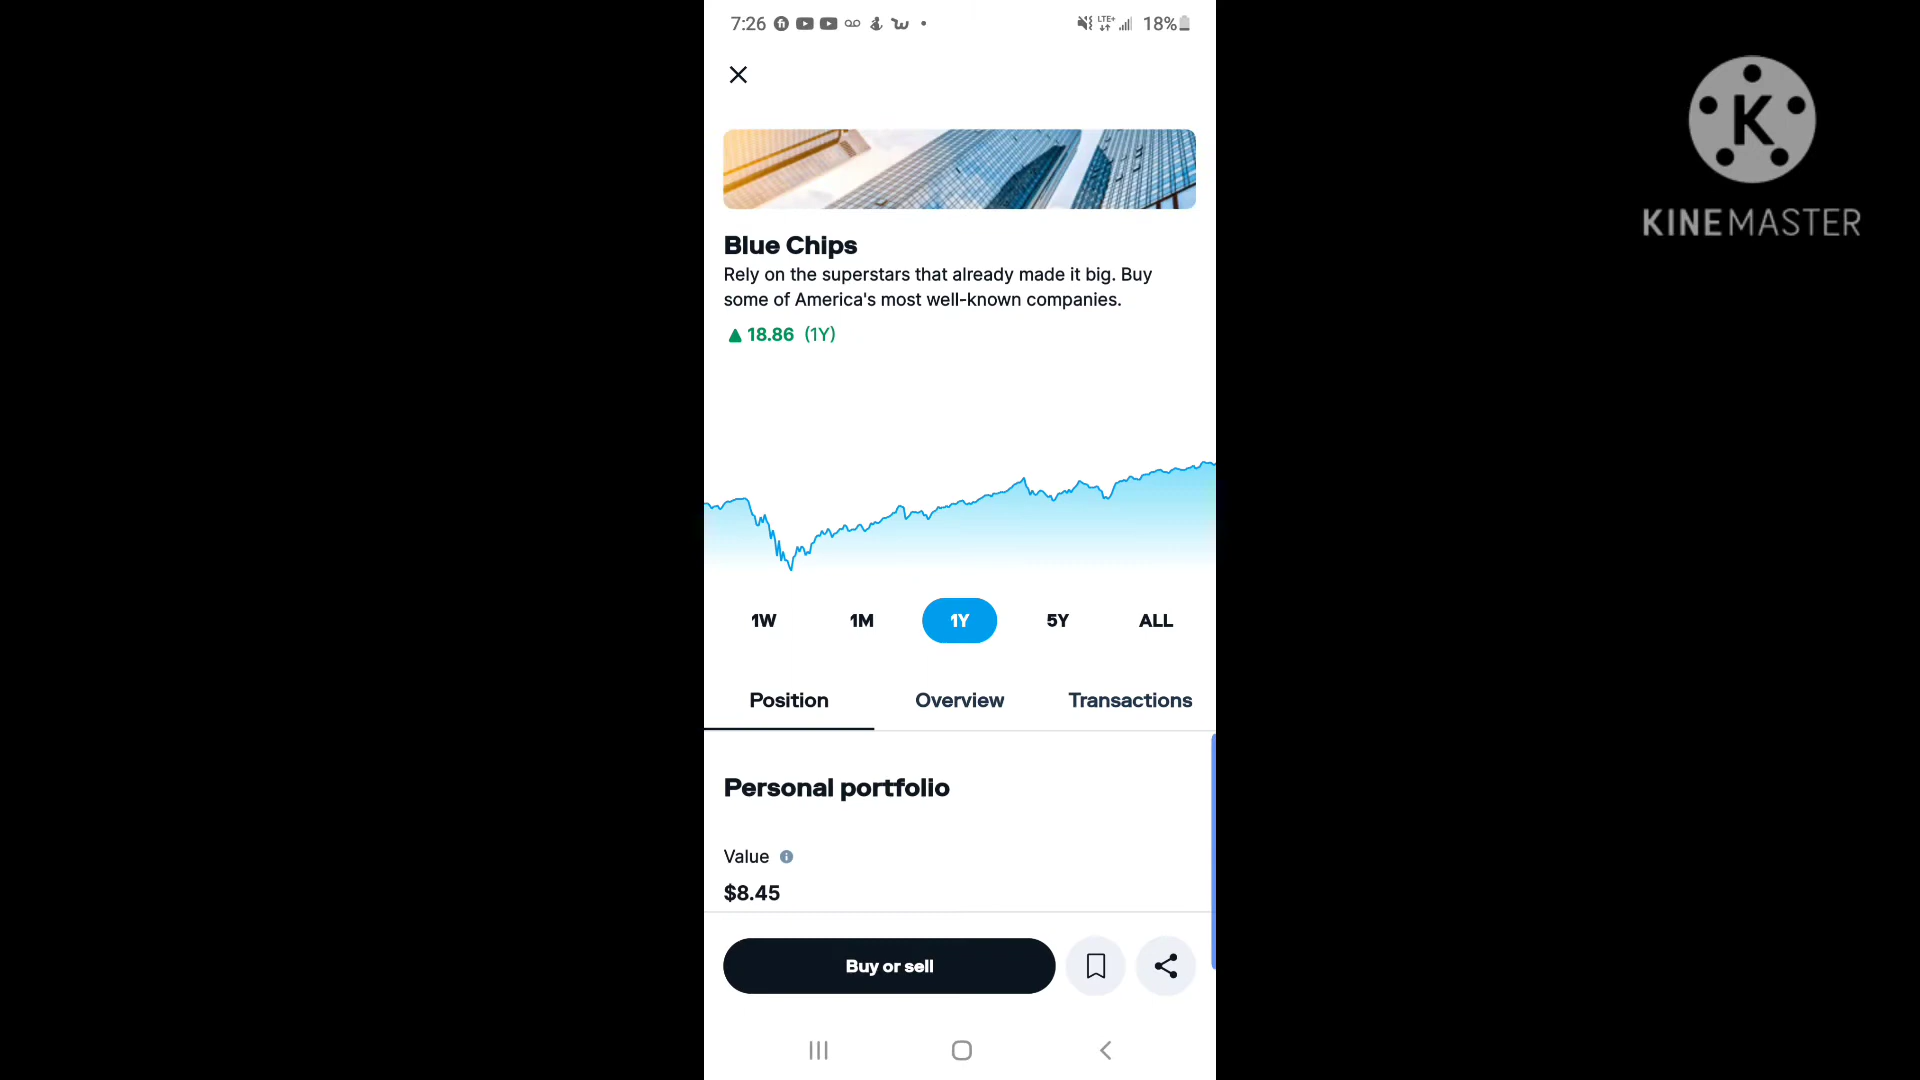 7:26
LTE+
18%
K
KINEMASTER
Blue Chips
Rely on the superstars that already made it big. Buy
some of America's most well-known companies.
18.86 (1Y)
1W 1M 1Y 5Y ALL
Position Overview Transactions
Personal portfolio
Value
$8.45
Buy or sell